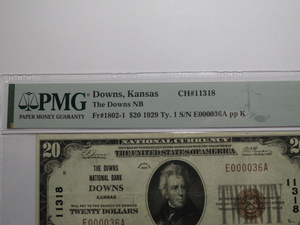 PMG
PAPER MONEY GUARANTY
Downs, Kansas CH#11318
The Downs NB
Fr#1802-1 $20 1929 Ty. 1 S/N E000036A pp K
NATIONAL CURRENCY
THE UNITED STATES OF AMERICA
20
20
THE DOWNS
NATIONAL BANK
DOWNS
KANSAS
TWENTY DOLLARS
11318
11318
E000036A
E000036A